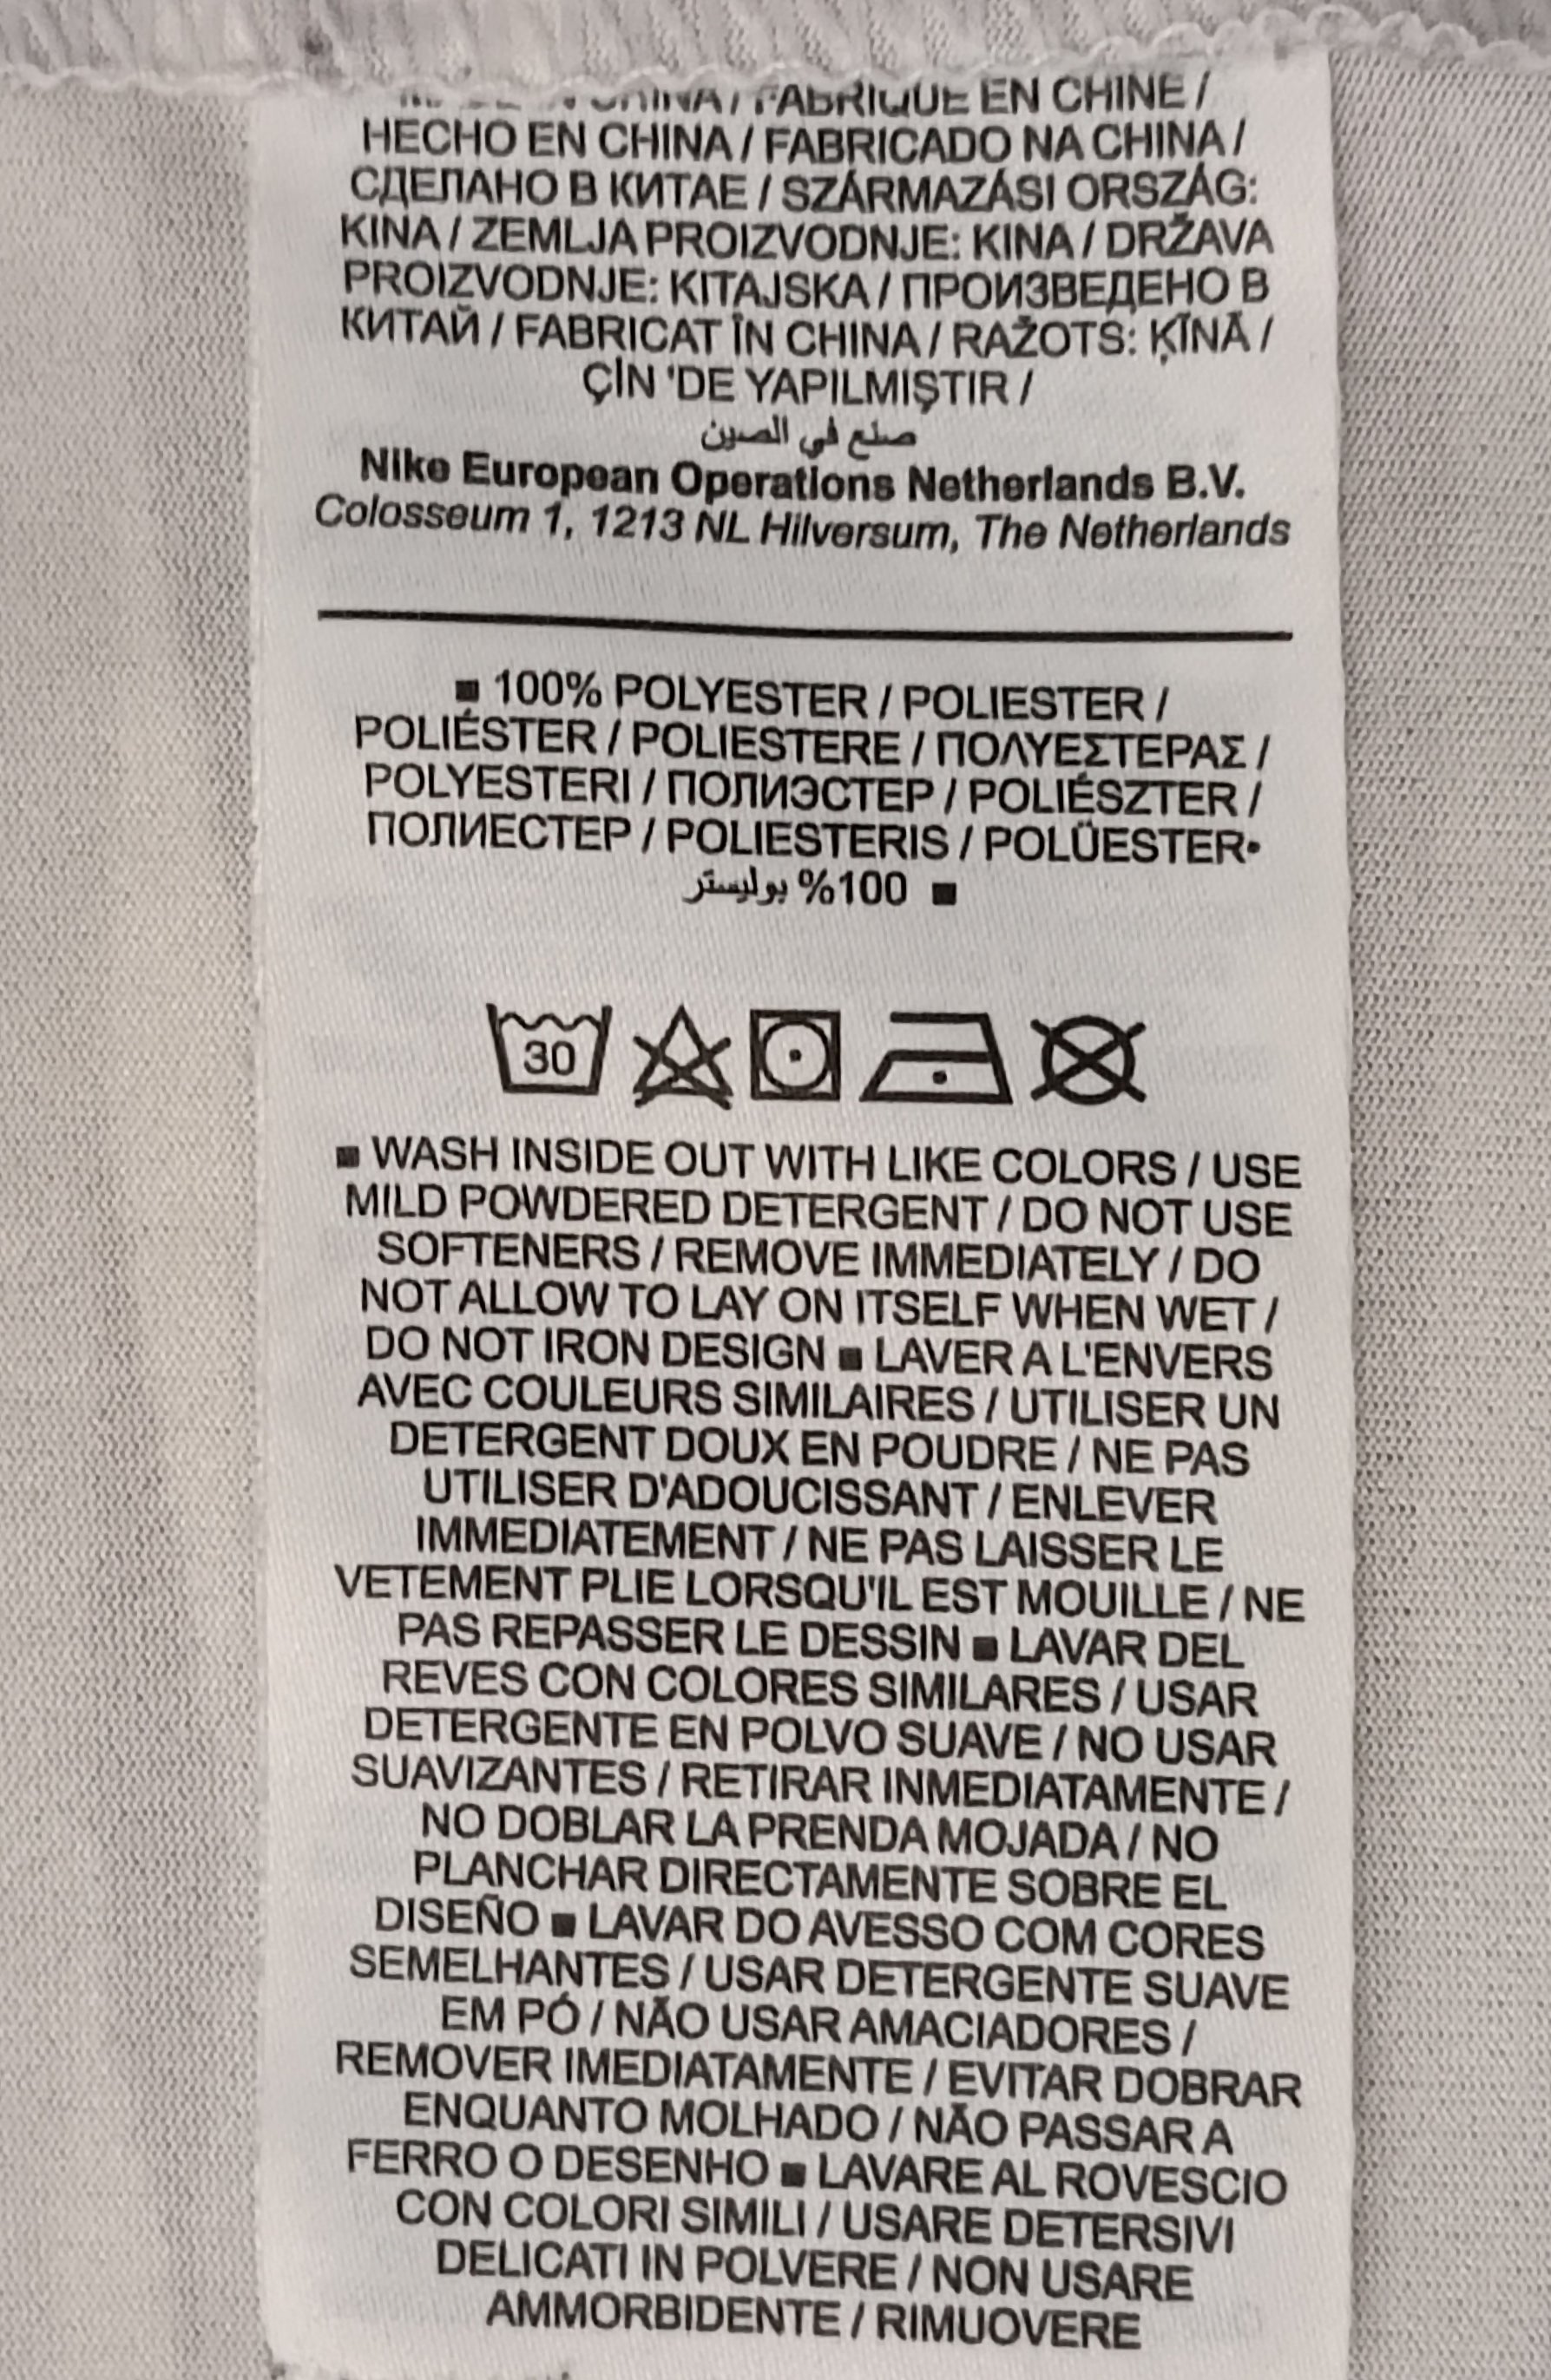 CHINA / FABRIQUE EN CHINE /
HECHO EN CHINA / FABRICADO NA CHINA /
СДЕЛАНО В КИТАЕ / SZÁRMAZÁSI ORSZÁG:
KINA / ZEMLJA PROIZVODNJE: KINA / DRŽAVA
PROIZVODNJE: KITAJSKA / ПРОИЗВЕДЕНО В
КИТАЙ / FABRICAT ÎN CHINA / RAŽOTS: ĶĪNĀ /
ÇİN 'DE YAPILMIŞTIR /
صنع في الصين
Nike European Operations Netherlands B.V.
Colosseum 1, 1213 NL Hilversum, The Netherlands
■ 100% POLYESTER / POLIESTER /
POLIÉSTER / POLIESTERE / ΠΟΛΥΕΣΤΕΡΑΣ /
POLYESTERI / ПОЛИЭСТЕР / POLIÉSZTER /
ПОЛИЕСТЕР / POLIESTERIS / POLÜESTER•
■ 100% بوليستر
30
■ WASH INSIDE OUT WITH LIKE COLORS / USE
MILD POWDERED DETERGENT / DO NOT USE
SOFTENERS / REMOVE IMMEDIATELY / DO
NOT ALLOW TO LAY ON ITSELF WHEN WET /
DO NOT IRON DESIGN ■ LAVER A L'ENVERS
AVEC COULEURS SIMILAIRES / UTILISER UN
DETERGENT DOUX EN POUDRE / NE PAS
UTILISER D'ADOUCISSANT / ENLEVER
IMMEDIATEMENT / NE PAS LAISSER LE
VETEMENT PLIE LORSQU'IL EST MOUILLE / NE
PAS REPASSER LE DESSIN ■ LAVAR DEL
REVES CON COLORES SIMILARES / USAR
DETERGENTE EN POLVO SUAVE / NO USAR
SUAVIZANTES / RETIRAR INMEDIATAMENTE /
NO DOBLAR LA PRENDA MOJADA / NO
PLANCHAR DIRECTAMENTE SOBRE EL
DISEÑO ■ LAVAR DO AVESSO COM CORES
SEMELHANTES / USAR DETERGENTE SUAVE
EM PÓ / NÃO USAR AMACIADORES /
REMOVER IMEDIATAMENTE / EVITAR DOBRAR
ENQUANTO MOLHADO / NÃO PASSAR A
FERRO O DESENHO ■ LAVARE AL ROVESCIO
CON COLORI SIMILI / USARE DETERSIVI
DELICATI IN POLVERE / NON USARE
AMMORBIDENTE / RIMUOVERE